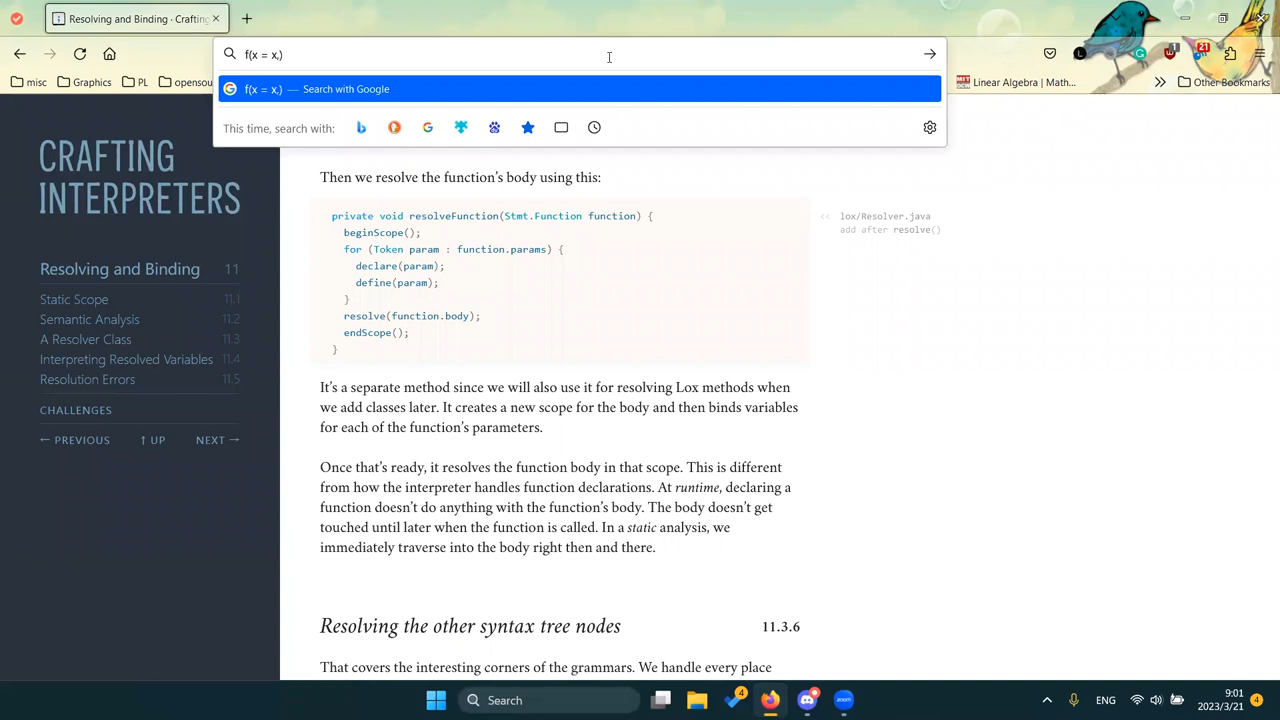 Resolving and Binding · Crafting
f(x = x,)
f(x = x,) — Search with Google
This time, search with:
1
21
misc
Graphics
PL
opensou
Linear Algebra | Math...
Other Bookmarks
CRAFTING
INTERPRETERS
Resolving and Binding 11
Static Scope 11.1
Semantic Analysis 11.2
A Resolver Class 11.3
Interpreting Resolved Variables 11.4
Resolution Errors 11.5
CHALLENGES
← PREVIOUS ↑ UP NEXT →
Then we resolve the function’s body using this:
private void resolveFunction(Stmt.Function function) {
beginScope();
for (Token param : function.params) {
declare(param);
define(param);
}
resolve(function.body);
endScope();
}
<< lox/Resolver.java
add after resolve()
It’s a separate method since we will also use it for resolving Lox methods when
we add classes later. It creates a new scope for the body and then binds variables
for each of the function’s parameters.
Once that’s ready, it resolves the function body in that scope. This is different
from how the interpreter handles function declarations. At runtime, declaring a
function doesn’t do anything with the function’s body. The body doesn’t get
touched until later when the function is called. In a static analysis, we
immediately traverse into the body right then and there.
Resolving the other syntax tree nodes 11.3.6
That covers the interesting corners of the grammars. We handle every place
Search
4
zoom
ENG
9:01
2023/3/21
4